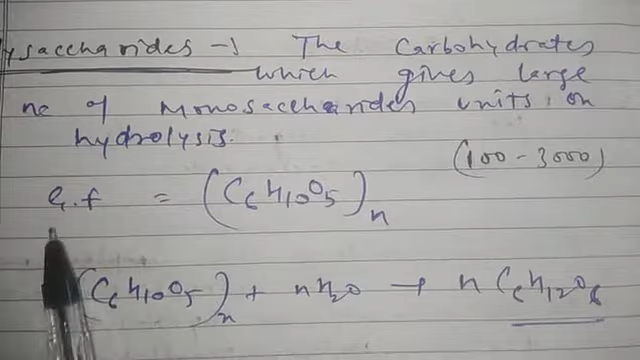 ysaccharides → The Carbohydrates
which gives large
no of Monosaccharides units on
hydrolysis.
(100-3000)
G.f = (C6H10O5)n
(C6H10O5)n + nH2O → n C6H12O6